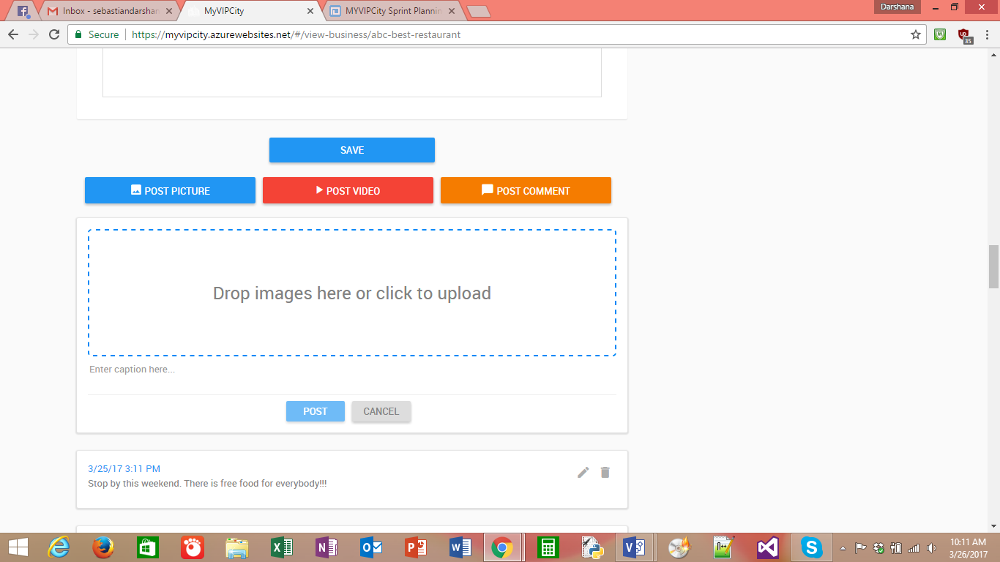 Inbox - sebastiandarshan
MyVIPCity
MYVIPCity Sprint Plannin
Darshana
Secure
https://myvipcity.azurewebsites.net/#/view-business/abc-best-restaurant
35
SAVE
POST PICTURE
POST VIDEO
POST COMMENT
Drop images here or click to upload
Enter caption here...
POST
CANCEL
3/25/17 3:11 PM
Stop by this weekend. There is free food for everybody!!!
10:11 AM
3/26/2017